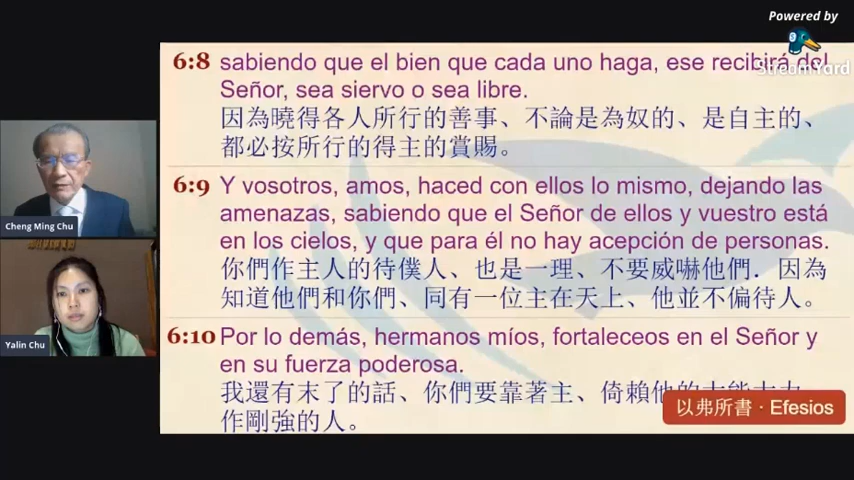 Powered by
StreamYard
6:8 sabiendo que el bien que cada uno haga, ese recibirá del
Señor, sea siervo o sea libre.
因為曉得各人所行的善事、不論是為奴的、是自主的、
都必按所行的得主的賞賜。
6:9 Y vosotros, amos, haced con ellos lo mismo, dejando las
amenazas, sabiendo que el Señor de ellos y vuestro está
en los cielos, y que para él no hay acepción de personas.
你們作主人的待僕人、也是一理、不要威嚇他們．因為
知道他們和你們、同有一位主在天上、他並不偏待人。
6:10 Por lo demás, hermanos míos, fortaleceos en el Señor y
en su fuerza poderosa.
我還有末了的話、你們要靠著主、倚賴他的大能大力、
作剛強的人。
以弗所書 · Efesios
Cheng Ming Chu
Yalin Chu